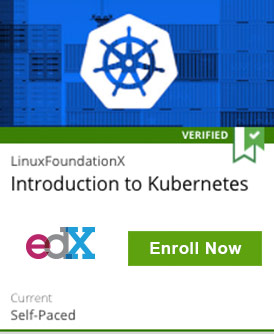 VERIFIED
LinuxFoundationX
Introduction to Kubernetes
edX
Enroll Now
Current
Self-Paced